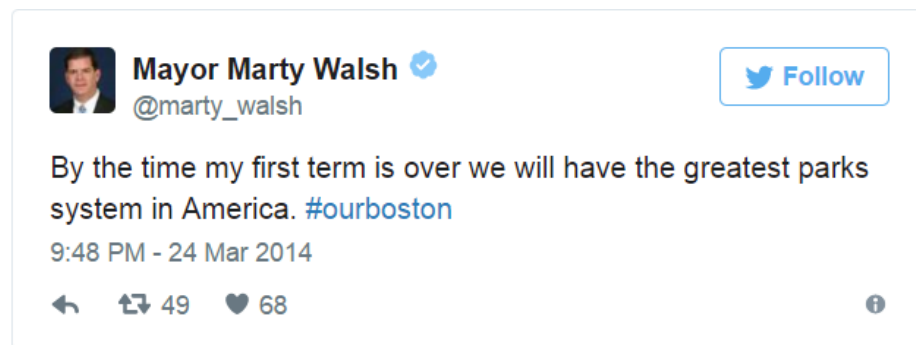 Mayor Marty Walsh
Follow
@marty_walsh
By the time my first term is over we will have the greatest parks
system in America. #ourboston
9:48 PM - 24 Mar 2014
49 68